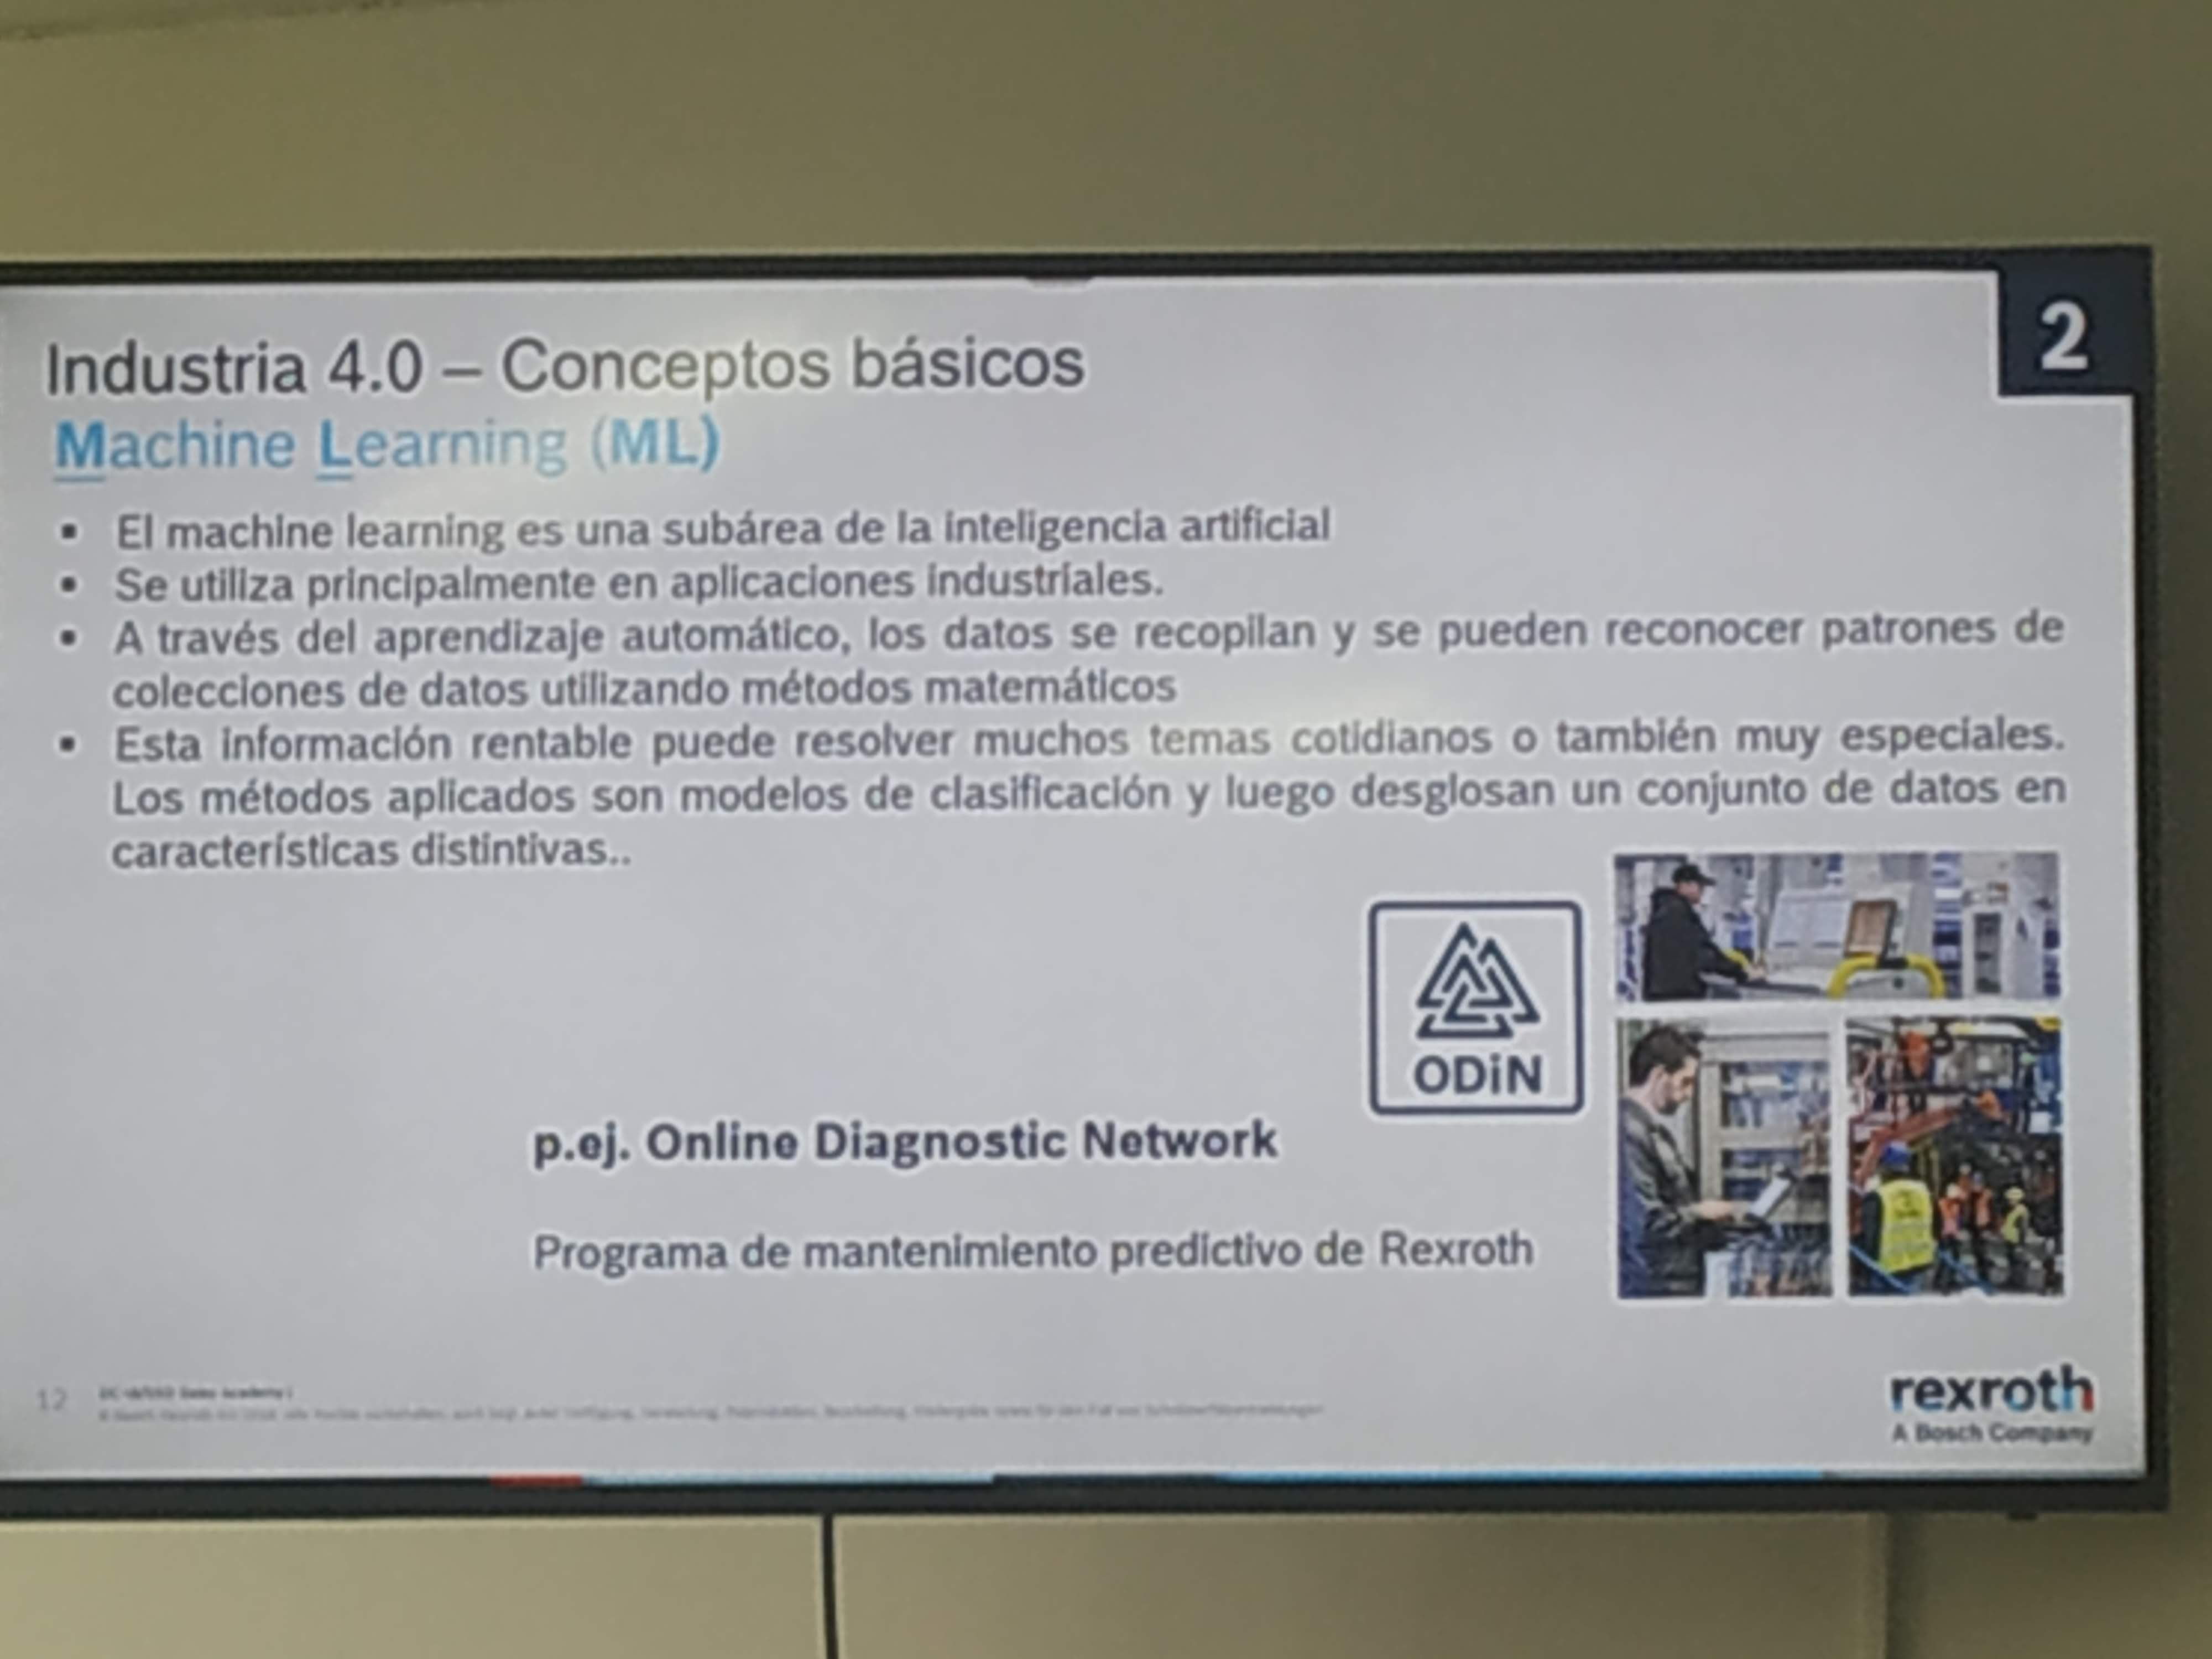 2
Industria 4.0 – Conceptos básicos
Machine Learning (ML)
▪ El machine learning es una subárea de la inteligencia artificial
▪ Se utiliza principalmente en aplicaciones industriales.
▪ A través del aprendizaje automático, los datos se recopilan y se pueden reconocer patrones de
colecciones de datos utilizando métodos matemáticos
▪ Esta información rentable puede resolver muchos temas cotidianos o también muy especiales.
Los métodos aplicados son modelos de clasificación y luego desglosan un conjunto de datos en
características distintivas..
ODiN
p.ej. Online Diagnostic Network
Programa de mantenimiento predictivo de Rexroth
12
rexroth
A Bosch Company